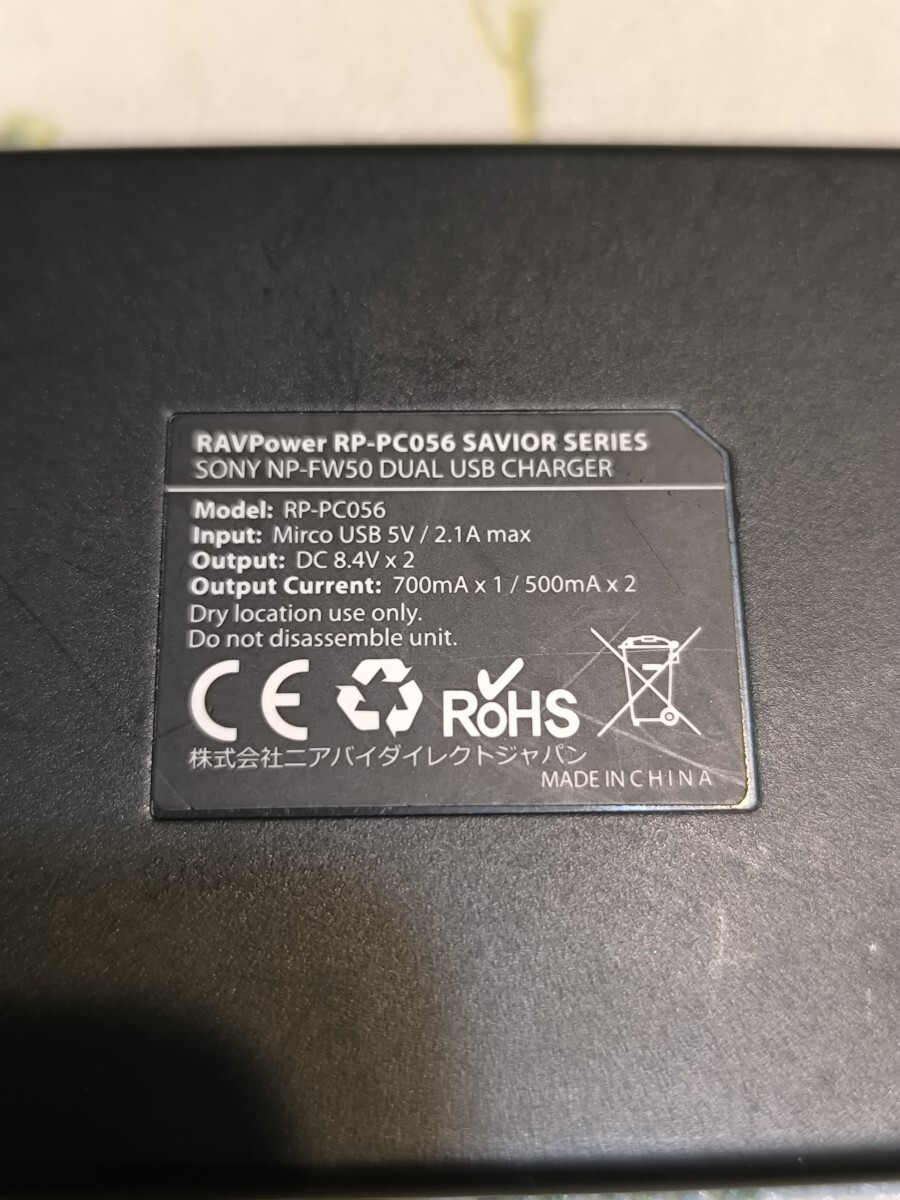 RAVPower RP-PC056 SAVIOR SERIES
SONY NP-FW50 DUAL USB CHARGER
Model: RP-PC056
Input: Mirco USB 5V / 2.1A max
Output: DC 8.4V x 2
Output Current: 700mA x 1 / 500mA x 2
Dry location use only.
Do not disassemble unit.
CE RoHS
株式会社ニアバイダイレクトジャパン
MADE IN CHINA